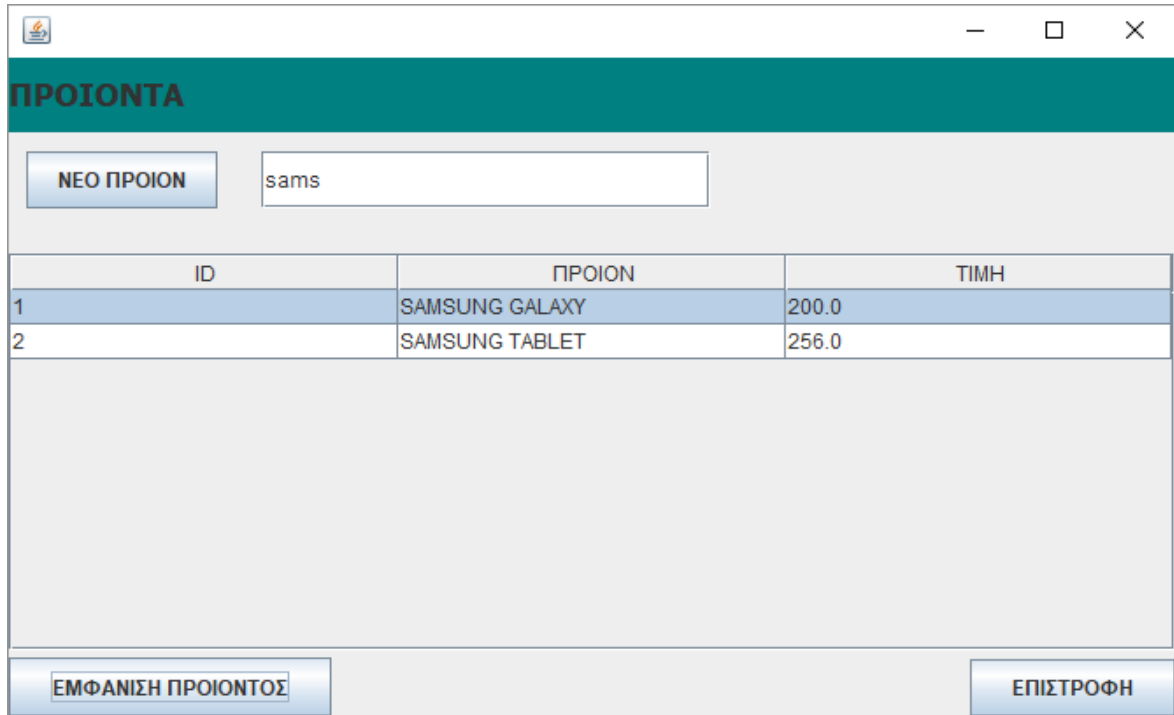 ΠΡΟΙΟΝΤΑ
ΝΕΟ ΠΡΟΙΟΝ sams
ID ΠΡΟΙΟΝ ΤΙΜΗ
1 SAMSUNG GALAXY 200.0
2 SAMSUNG TABLET 256.0
ΕΜΦΑΝΙΣΗ ΠΡΟΙΟΝΤΟΣ ΕΠΙΣΤΡΟΦΗ